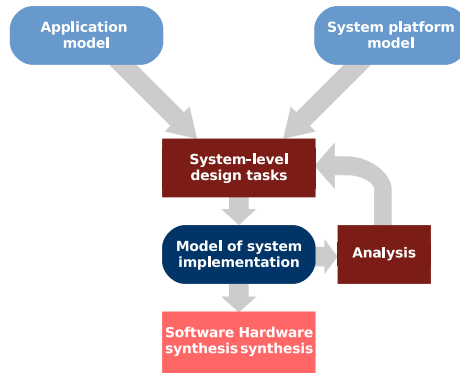 Application
model
System platform
model
System-level
design tasks
Model of system
implementation
Analysis
Software Hardware
synthesis synthesis